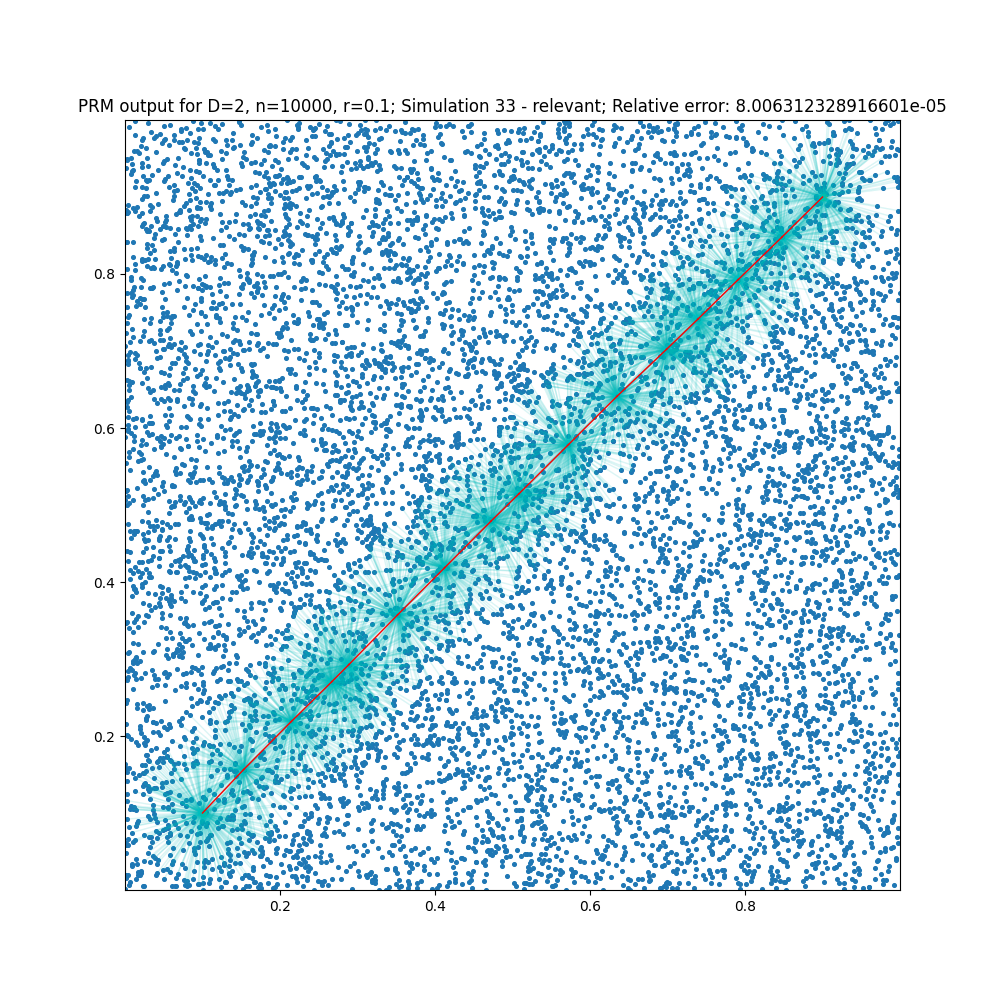 PRM output for D=2, n=10000, r=0.1; Simulation 33 - relevant; Relative error: 8.006312328916601e-05
0.8
0.6
0.4
0.2
0.2 0.4 0.6 0.8